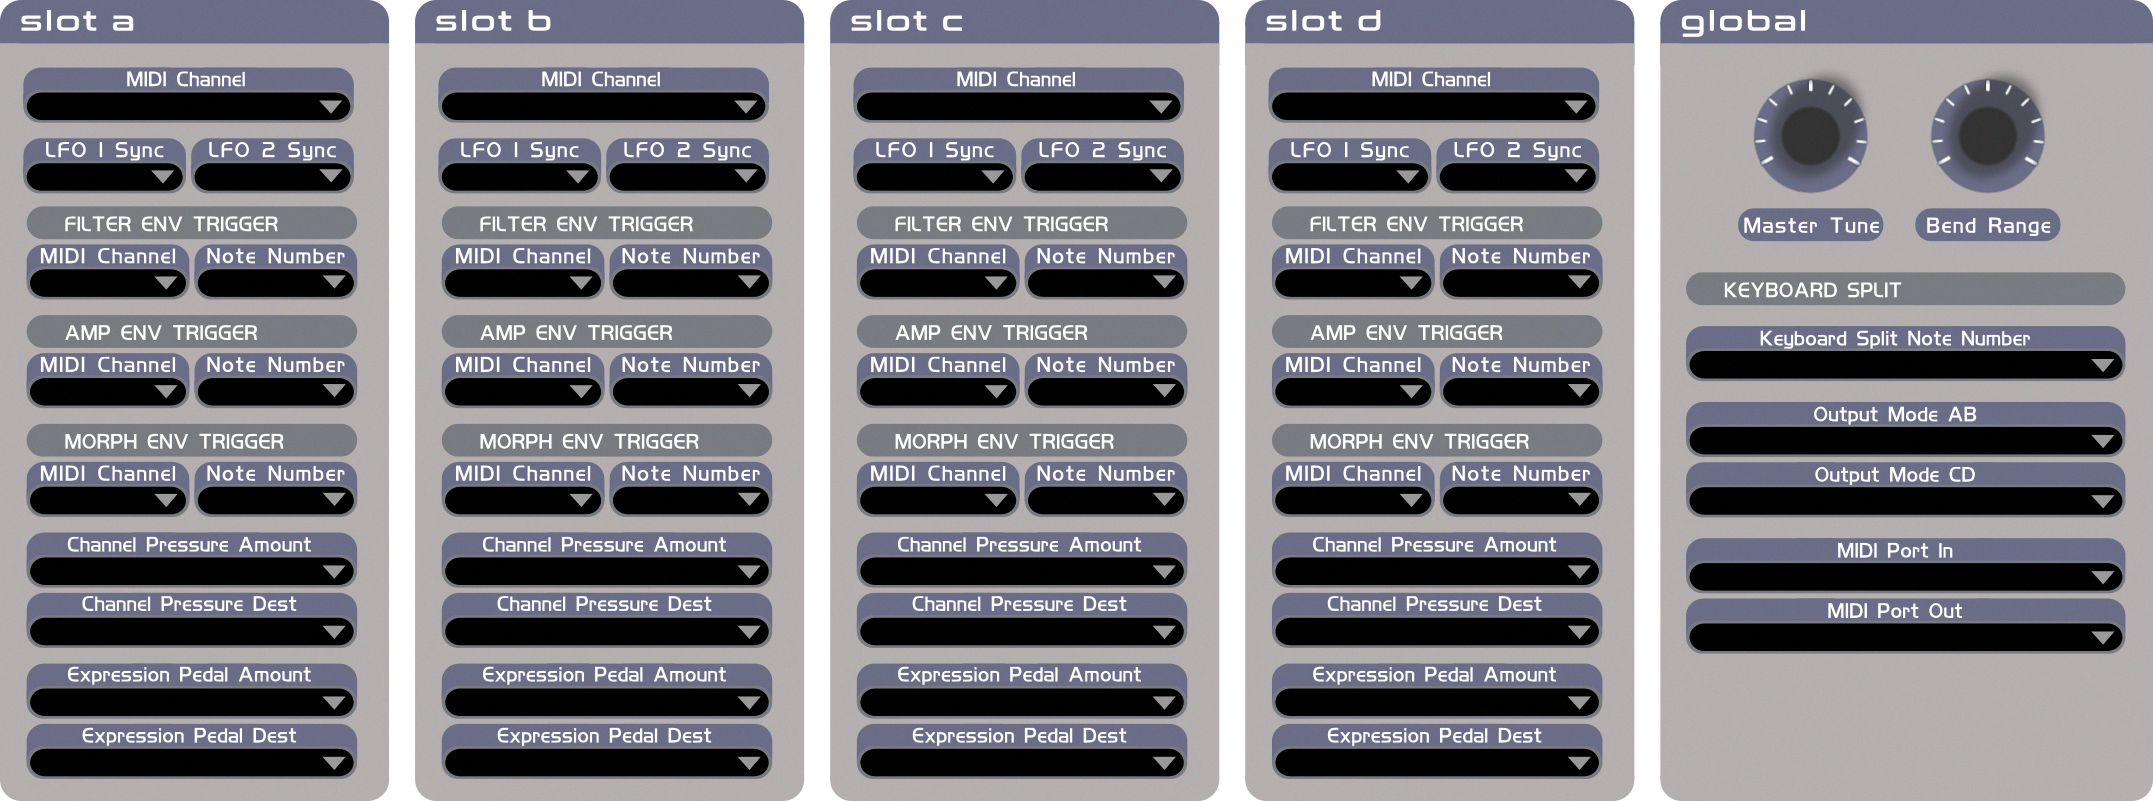 slot a
MIDI Channel
LFO 1 Sync LFO 2 Sync
FILTER ENV TRIGGER
MIDI Channel Note Number
AMP ENV TRIGGER
MIDI Channel Note Number
MORPH ENV TRIGGER
MIDI Channel Note Number
Channel Pressure Amount
Channel Pressure Dest
Expression Pedal Amount
Expression Pedal Dest
slot b
MIDI Channel
LFO 1 Sync LFO 2 Sync
FILTER ENV TRIGGER
MIDI Channel Note Number
AMP ENV TRIGGER
MIDI Channel Note Number
MORPH ENV TRIGGER
MIDI Channel Note Number
Channel Pressure Amount
Channel Pressure Dest
Expression Pedal Amount
Expression Pedal Dest
slot c
MIDI Channel
LFO 1 Sync LFO 2 Sync
FILTER ENV TRIGGER
MIDI Channel Note Number
AMP ENV TRIGGER
MIDI Channel Note Number
MORPH ENV TRIGGER
MIDI Channel Note Number
Channel Pressure Amount
Channel Pressure Dest
Expression Pedal Amount
Expression Pedal Dest
slot d
MIDI Channel
LFO 1 Sync LFO 2 Sync
FILTER ENV TRIGGER
MIDI Channel Note Number
AMP ENV TRIGGER
MIDI Channel Note Number
MORPH ENV TRIGGER
MIDI Channel Note Number
Channel Pressure Amount
Channel Pressure Dest
Expression Pedal Amount
Expression Pedal Dest
global
Master Tune Bend Range
KEYBOARD SPLIT
Keyboard Split Note Number
Output Mode AB
Output Mode CD
MIDI Port In
MIDI Port Out